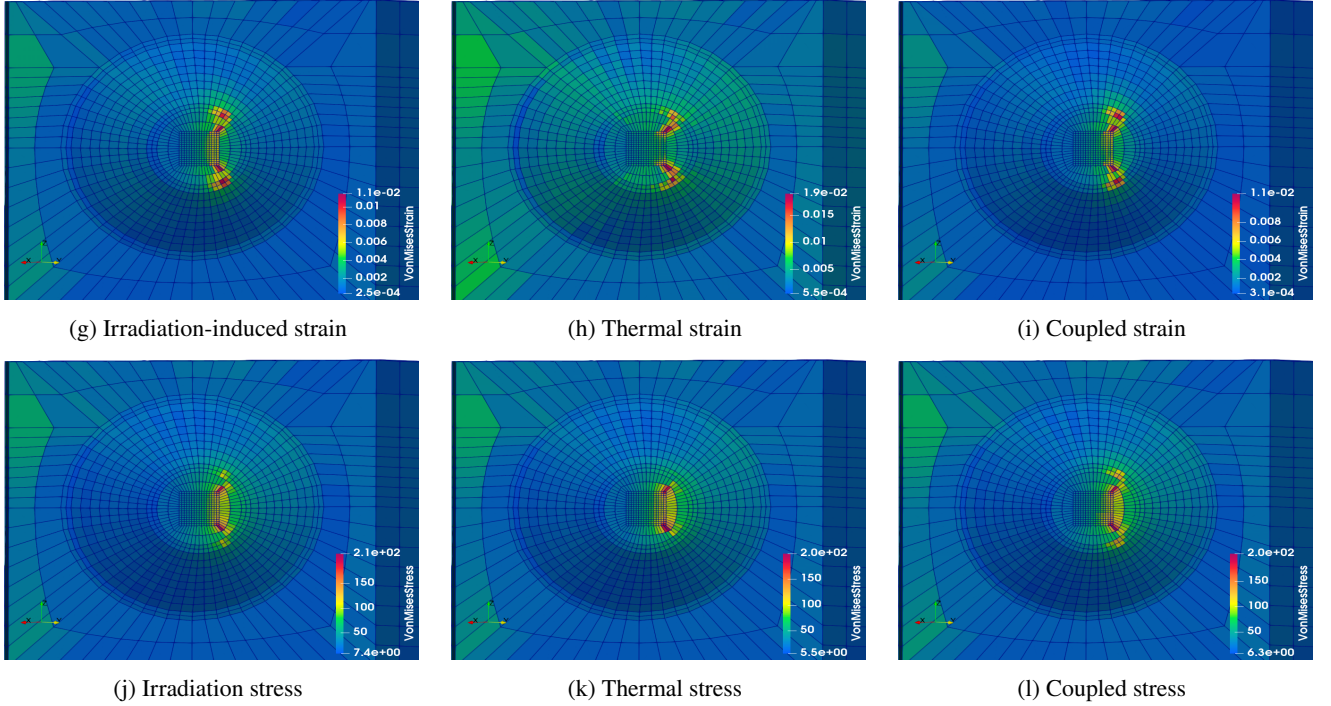 1.1e-02
0.01
0.008
0.006
0.004
0.002
2.5e-04
VonMisesStrain
X
Z
Y
1.9e-02
0.015
0.01
0.005
5.5e-04
VonMisesStrain
X
Z
Y
1.1e-02
0.008
0.006
0.004
0.002
3.1e-04
VonMisesStrain
X
Z
Y
(g) Irradiation-induced strain
(h) Thermal strain
(i) Coupled strain
2.1e+02
150
100
50
7.4e+00
VonMisesStress
X
Z
Y
2.0e+02
150
100
50
5.5e+00
VonMisesStress
X
Z
Y
2.0e+02
150
100
50
6.3e+00
VonMisesStress
X
Z
Y
(j) Irradiation stress
(k) Thermal stress
(l) Coupled stress